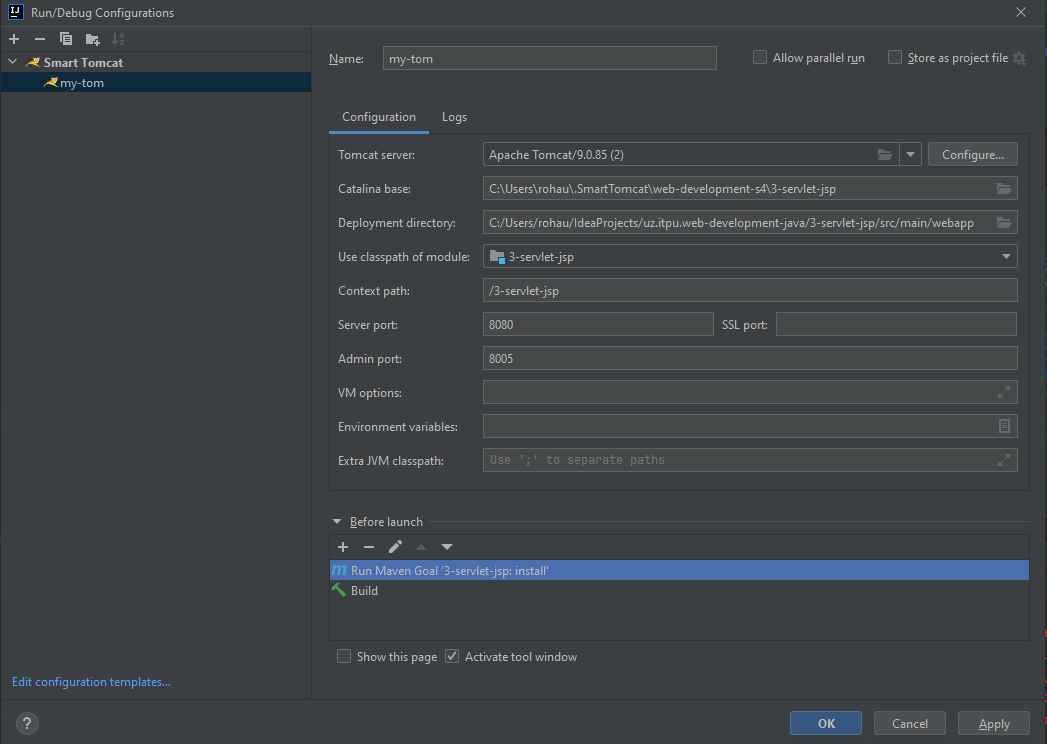 Run/Debug Configurations
Smart Tomcat
my-tom
Name: my-tom Allow parallel run Store as project file
Configuration Logs
Tomcat server: Apache Tomcat/9.0.85 (2) Configure...
Catalina base: C:\Users\rohau\.SmartTomcat\web-development-s4\3-servlet-jsp
Deployment directory: C:/Users/rohau/IdeaProjects/uz.itpu.web-development-java/3-servlet-jsp/src/main/webapp
Use classpath of module: 3-servlet-jsp
Context path: /3-servlet-jsp
Server port: 8080 SSL port:
Admin port: 8005
VM options:
Environment variables:
Extra JVM classpath: Use ';' to separate paths
Before launch
Run Maven Goal '3-servlet-jsp: install'
Build
Show this page Activate tool window
Edit configuration templates...
? OK Cancel Apply